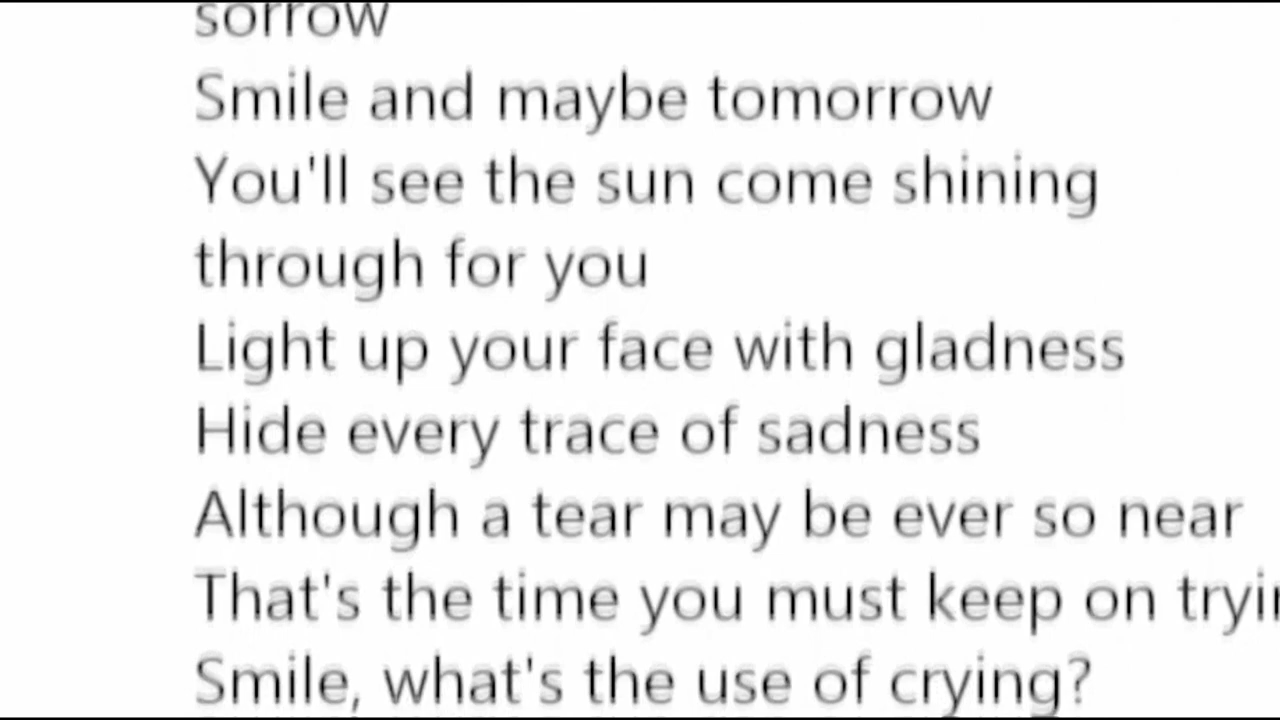 sorrow
Smile and maybe tomorrow
You'll see the sun come shining
through for you
Light up your face with gladness
Hide every trace of sadness
Although a tear may be ever so near
That's the time you must keep on tryin
Smile, what's the use of crying?